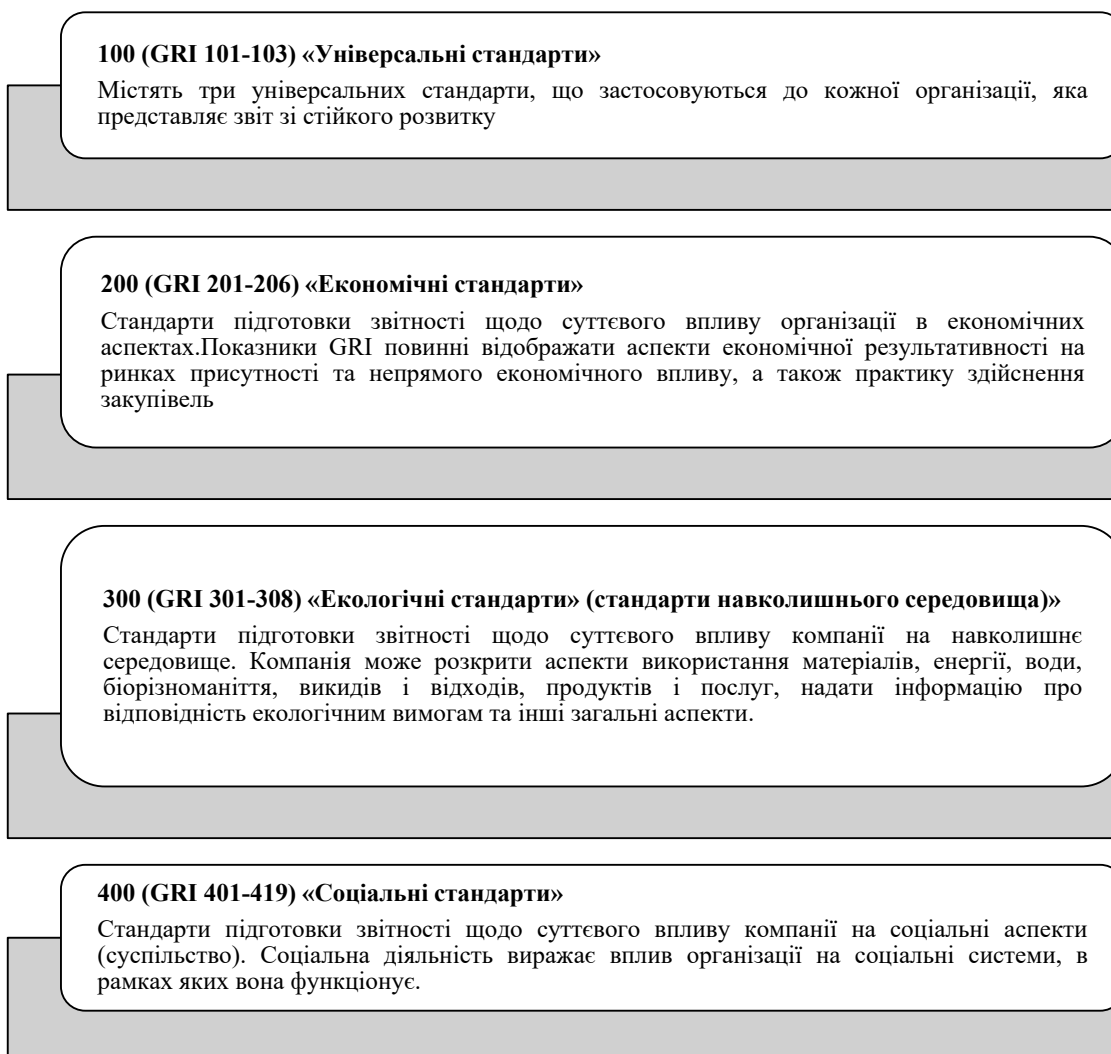 100 (GRI 101-103) «Універсальні стандарти»
Містять три універсальних стандарти, що застосовуються до кожної організації, яка
представляє звіт зі стійкого розвитку
200 (GRI 201-206) «Економічні стандарти»
Стандарти підготовки звітності щодо суттєвого впливу організації в економічних
аспектах.Показники GRI повинні відображати аспекти економічної результативності на
ринках присутності та непрямого економічного впливу, а також практику здійснення
закупівель
300 (GRI 301-308) «Екологічні стандарти» (стандарти навколишнього середовища)»
Стандарти підготовки звітності щодо суттєвого впливу компанії на навколишнє
середовище. Компанія може розкрити аспекти використання матеріалів, енергії, води,
біорізноманіття, викидів і відходів, продуктів і послуг, надати інформацію про
відповідність екологічним вимогам та інші загальні аспекти.
400 (GRI 401-419) «Соціальні стандарти»
Стандарти підготовки звітності щодо суттєвого впливу компанії на соціальні аспекти
(суспільство). Соціальна діяльність виражає вплив організації на соціальні системи, в
рамках яких вона функціонує.